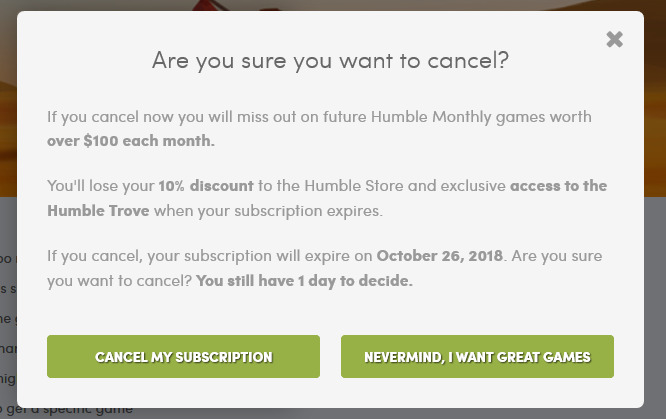 Are you sure you want to cancel?
If you cancel now you will miss out on future Humble Monthly games worth
over $100 each month.
You'll lose your 10% discount to the Humble Store and exclusive access to the
Humble Trove when your subscription expires.
If you cancel, your subscription will expire on October 26, 2018. Are you sure
you want to cancel? You still have 1 day to decide.
CANCEL MY SUBSCRIPTION
NEVERMIND, I WANT GREAT GAMES
get a specific game